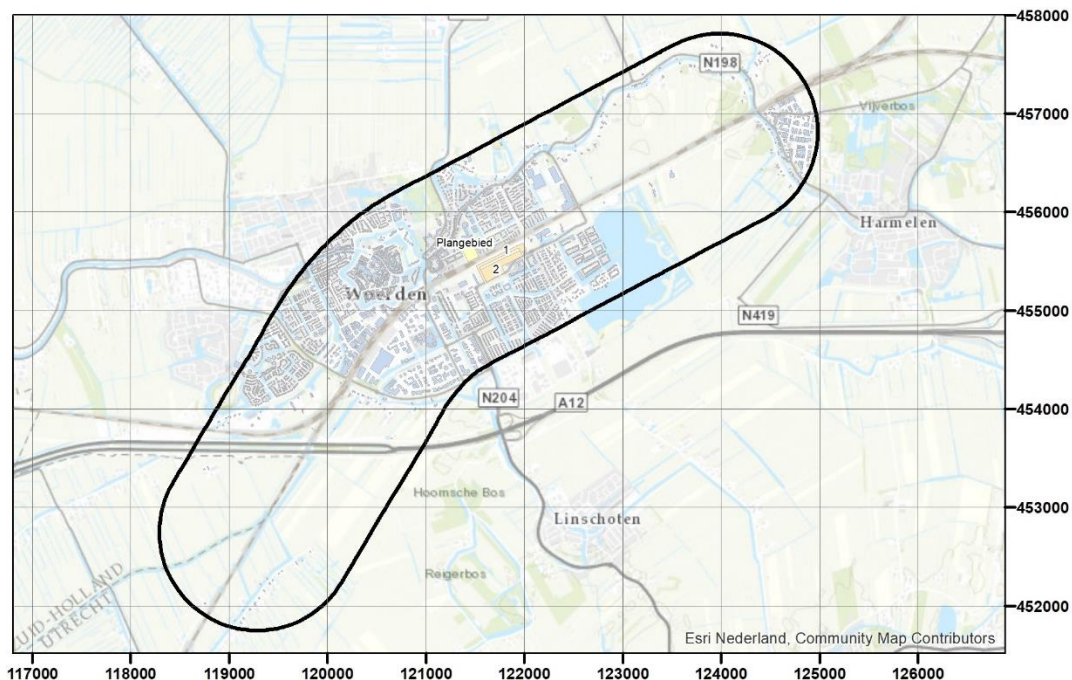 458000
N198
457000
Vijverbos
456000
Harmelen
Plangebied
1
2
Woerden
455000
N419
N204
A12
454000
Hoomsche Bos
453000
Linschoten
Reigerbos
ZUID-HOLLAND
UTRECHT
452000
Esri Nederland, Community Map Contributors
117000 118000 119000 120000 121000 122000 123000 124000 125000 126000